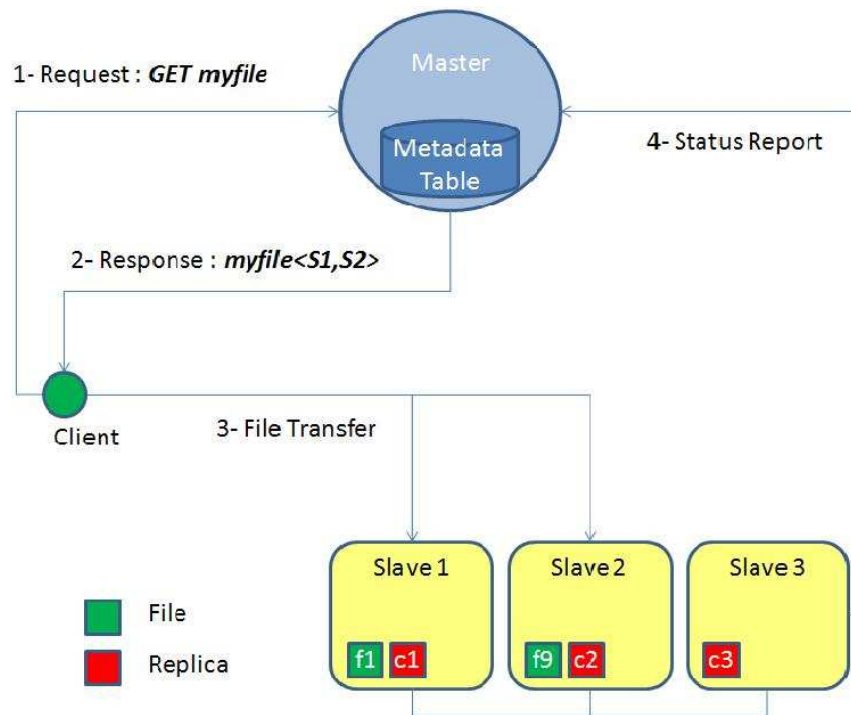 1- Request : GET myfile
Master
Metadata
Table
4- Status Report
2- Response : myfile<S1,S2>
Client
3- File Transfer
Slave 1
Slave 2
Slave 3
File
Replica
f1
c1
f9
c2
c3